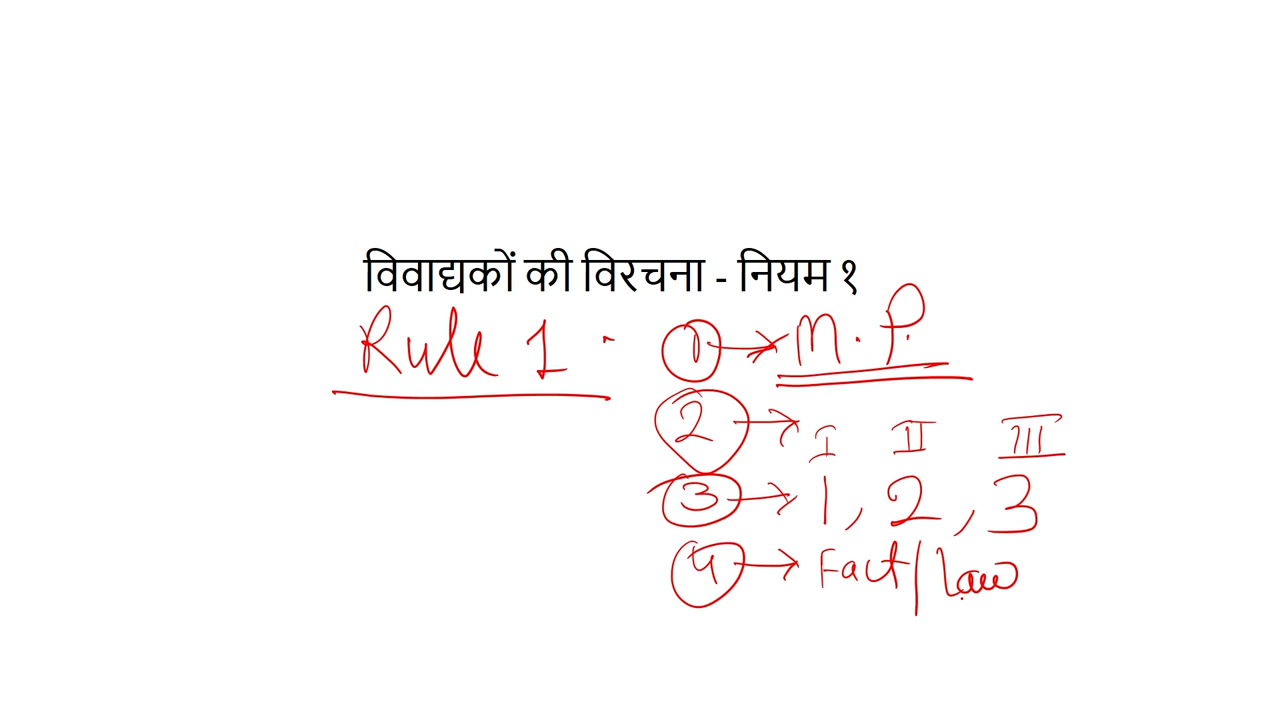 विवाद्यकों की विरचना - नियम १
Rule 1 . 1 → M.P.
2 → I II III
3 → 1, 2, 3
4 → Fact/Law